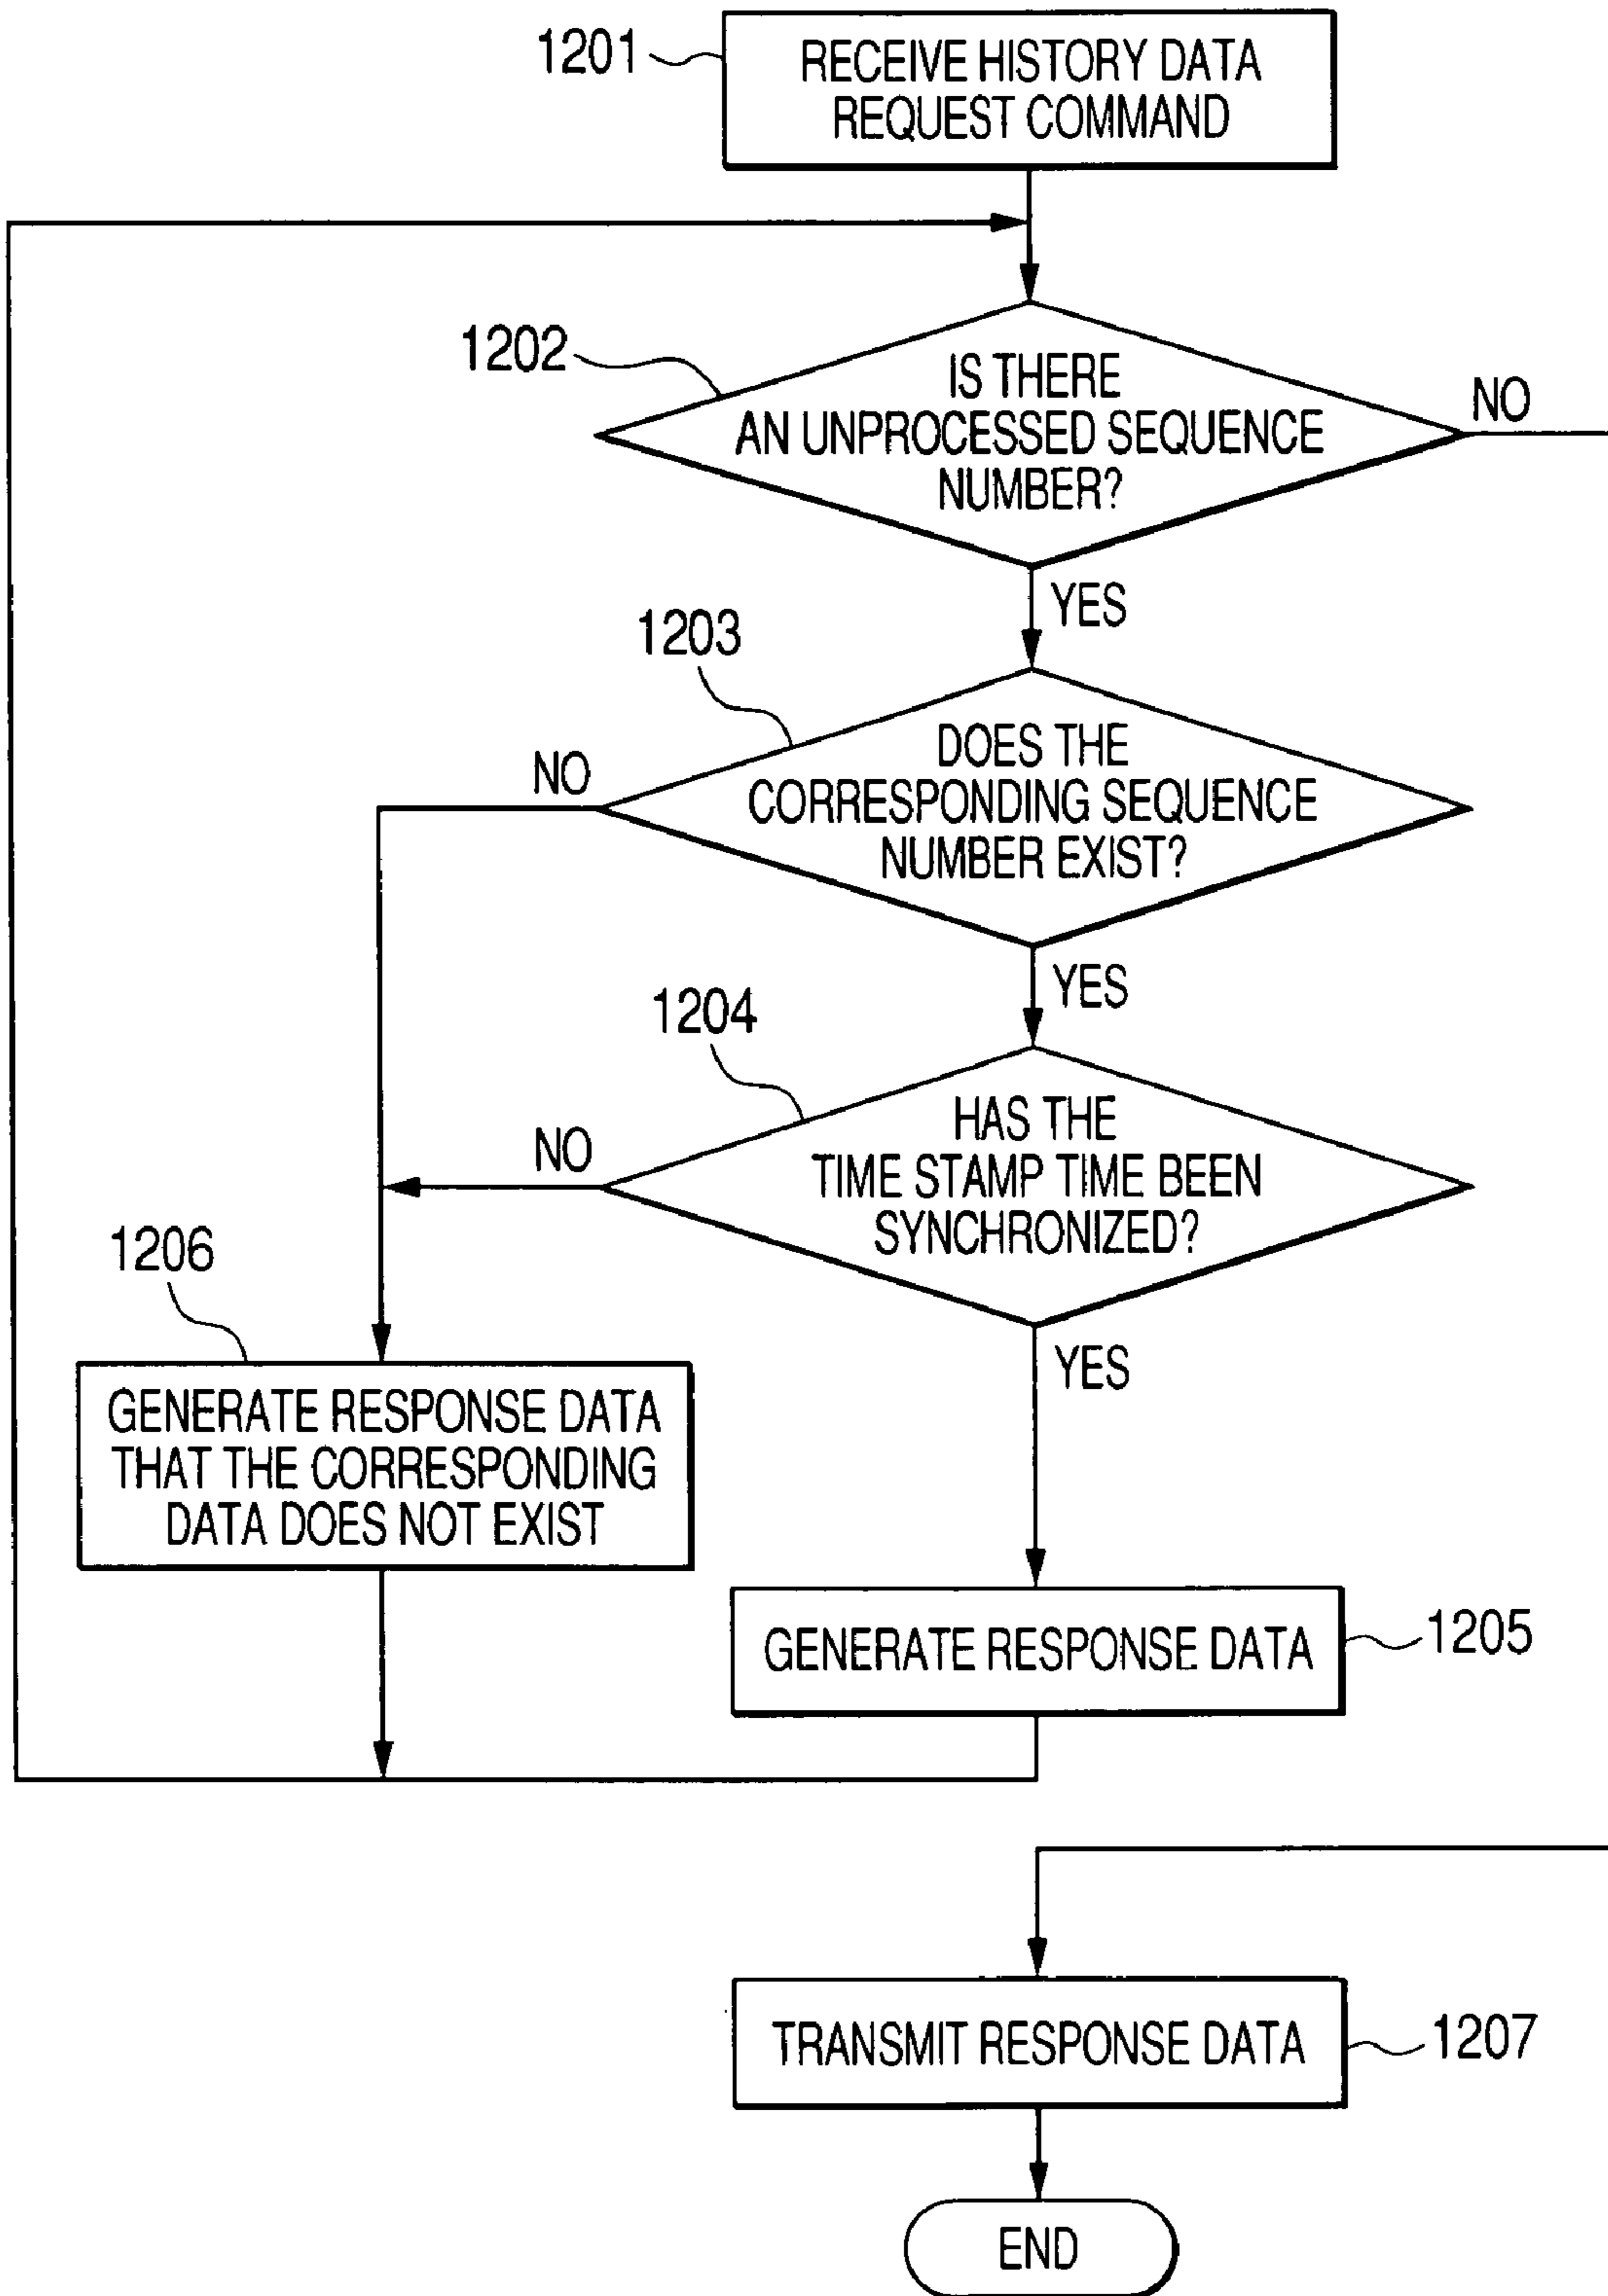 1201
RECEIVE HISTORY DATA
REQUEST COMMAND
1202
IS THERE
AN UNPROCESSED SEQUENCE
NUMBER?
NO
YES
1203
DOES THE
CORRESPONDING SEQUENCE
NUMBER EXIST?
NO
YES
1204
HAS THE
TIME STAMP TIME BEEN
SYNCHRONIZED?
NO
YES
1206
GENERATE RESPONSE DATA
THAT THE CORRESPONDING
DATA DOES NOT EXIST
GENERATE RESPONSE DATA
1205
TRANSMIT RESPONSE DATA
1207
END